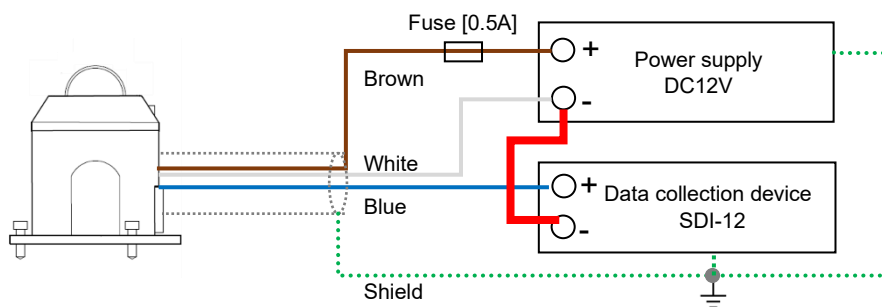 Fuse [0.5A]
+
Power supply
DC12V
-
Brown
White
+
Data collection device
SDI-12
-
Blue
Shield